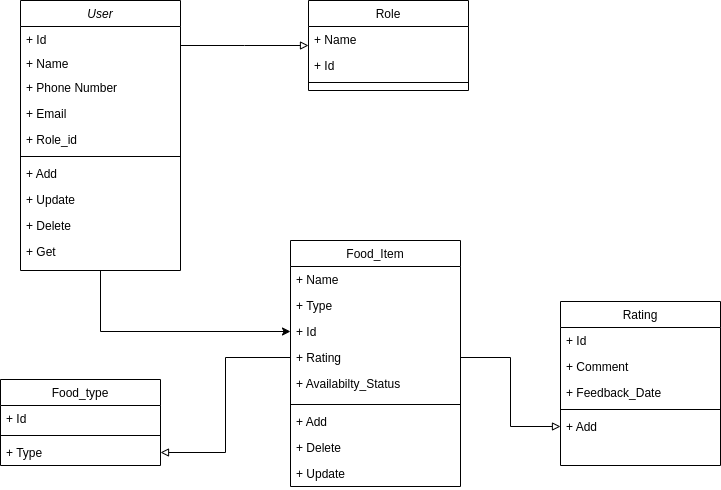 User
+ Id
+ Name
+ Phone Number
+ Email
+ Role_id
+ Add
+ Update
+ Delete
+ Get
Role
+ Name
+ Id
Food_Item
+ Name
+ Type
+ Id
+ Rating
+ Availabilty_Status
+ Add
+ Delete
+ Update
Rating
+ Id
+ Comment
+ Feedback_Date
+ Add
Food_type
+ Id
+ Type